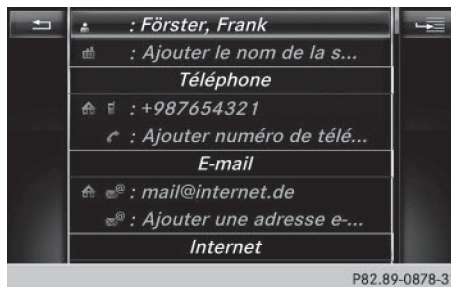 : Förster, Frank
: Ajouter le nom de la s...
Téléphone
: +987654321
: Ajouter numéro de télé...
E-mail
: mail@internet.de
: Ajouter une adresse e-...
Internet
P82.89-0878-31